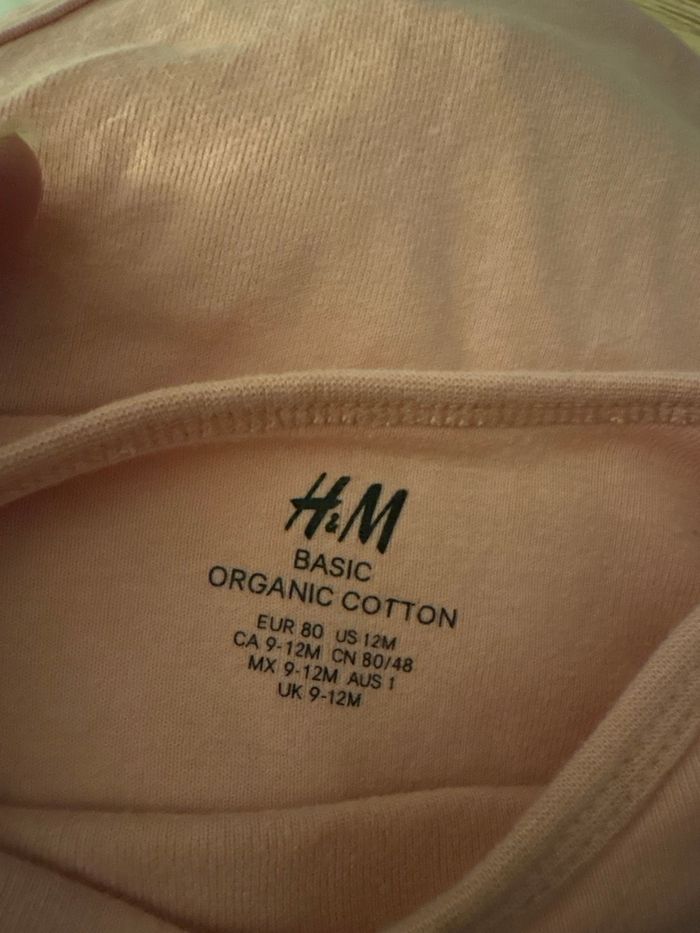 H&M
BASIC
ORGANIC COTTON
EUR 80 US 12M
CA 9-12M CN 80/48
MX 9-12M AUS 1
UK 9-12M